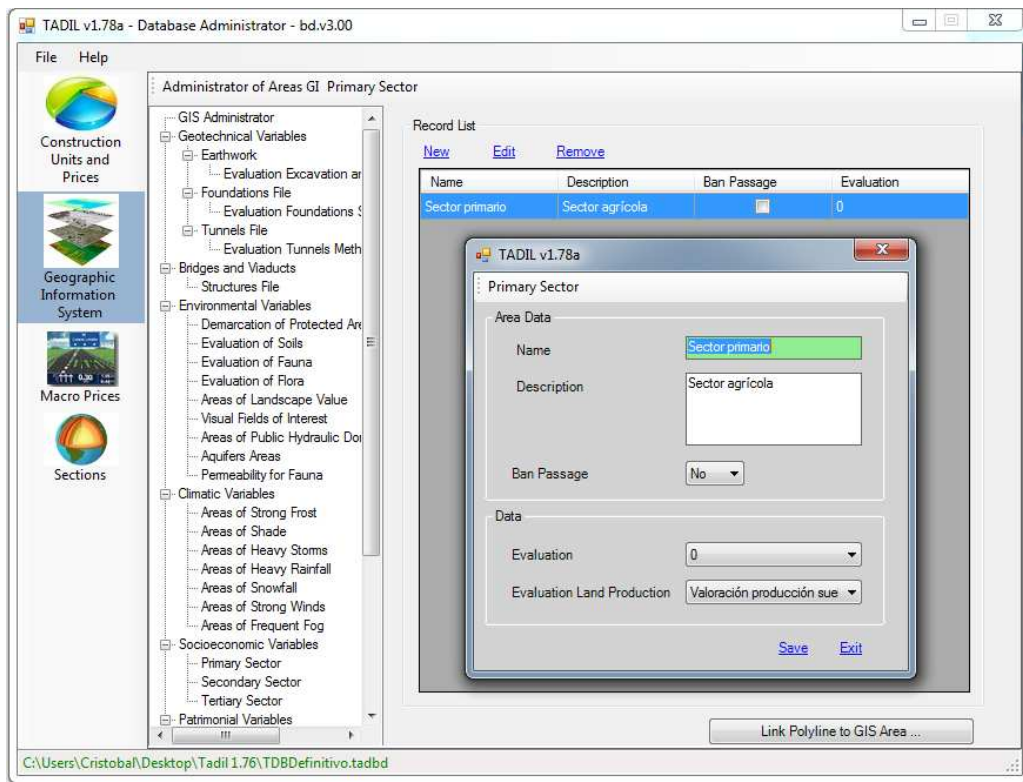 TADIL v1.78a - Database Administrator - bd.v3.00
File Help
Construction
Units and
Prices
Geographic
Information
System
Macro Prices
Sections
Administrator of Areas GI Primary Sector
GIS Administrator
Geotechnical Variables
Earthwork
Evaluation Excavation an
Foundations File
Evaluation Foundations S
Tunnels File
Evaluation Tunnels Meth
Bridges and Viaducts
Structures File
Environmental Variables
Demarcation of Protected Are
Evaluation of Soils
Evaluation of Fauna
Evaluation of Flora
Areas of Landscape Value
Visual Fields of Interest
Areas of Public Hydraulic Dor
Aquifers Areas
Permeability for Fauna
Climatic Variables
Areas of Strong Frost
Areas of Shade
Areas of Heavy Storms
Areas of Heavy Rainfall
Areas of Snowfall
Areas of Strong Winds
Areas of Frequent Fog
Socioeconomic Variables
Primary Sector
Secondary Sector
Tertiary Sector
Patrimonial Variables
Record List
New Edit Remove
Name Description Ban Passage Evaluation
Sector primario Sector agrícola 0
TADIL v1.78a
Primary Sector
Area Data
Name Sector primario
Description Sector agrícola
Ban Passage No
Data
Evaluation 0
Evaluation Land Production Valoración producción sue
Save Exit
Link Polyline to GIS Area ...
C:\Users\Cristobal\Desktop\Tadil 1.76\TDBDefinitivo.tadbd